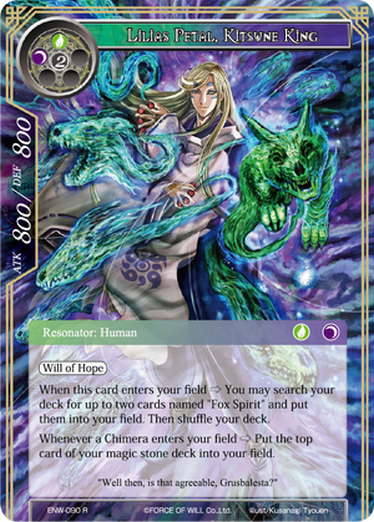 Lilias Petal, Kitsune King
2
ATK 800 / DEF 800
Resonator: Human
Will of Hope
When this card enters your field ⇨ You may search your
deck for up to two cards named "Fox Spirit" and put
them into your field. Then shuffle your deck.
Whenever a Chimera enters your field ⇨ Put the top
card of your magic stone deck into your field.
"Well then, is that agreeable, Grusbalesta?"
ENW-090 R
©FORCE OF WILL Co.,Ltd.
Illust/Kusanagi Tyouen